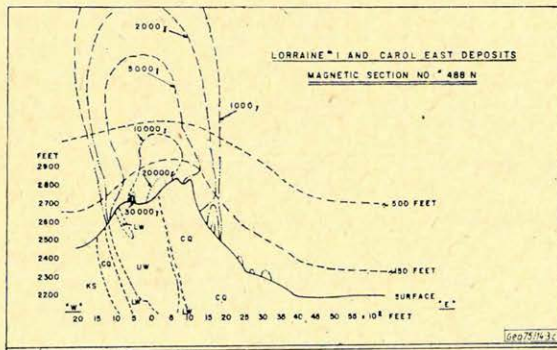 LORRAINE # 1 AND CAROL EAST DEPOSITS
MAGNETIC SECTION NO # 488 N
2000γ
5000γ
1000γ
10000γ
20000γ
30000γ
FEET
2900
2800
2700
2600
2500
2400
2300
2200
500 FEET
150 FEET
SURFACE
LW
CQ
UW
CQ
KS
LW
LW
CQ
"W"
"E"
20 15 10 5 0 5 10 15 20 25 30 35 40 45 50 55 x 10² FEET